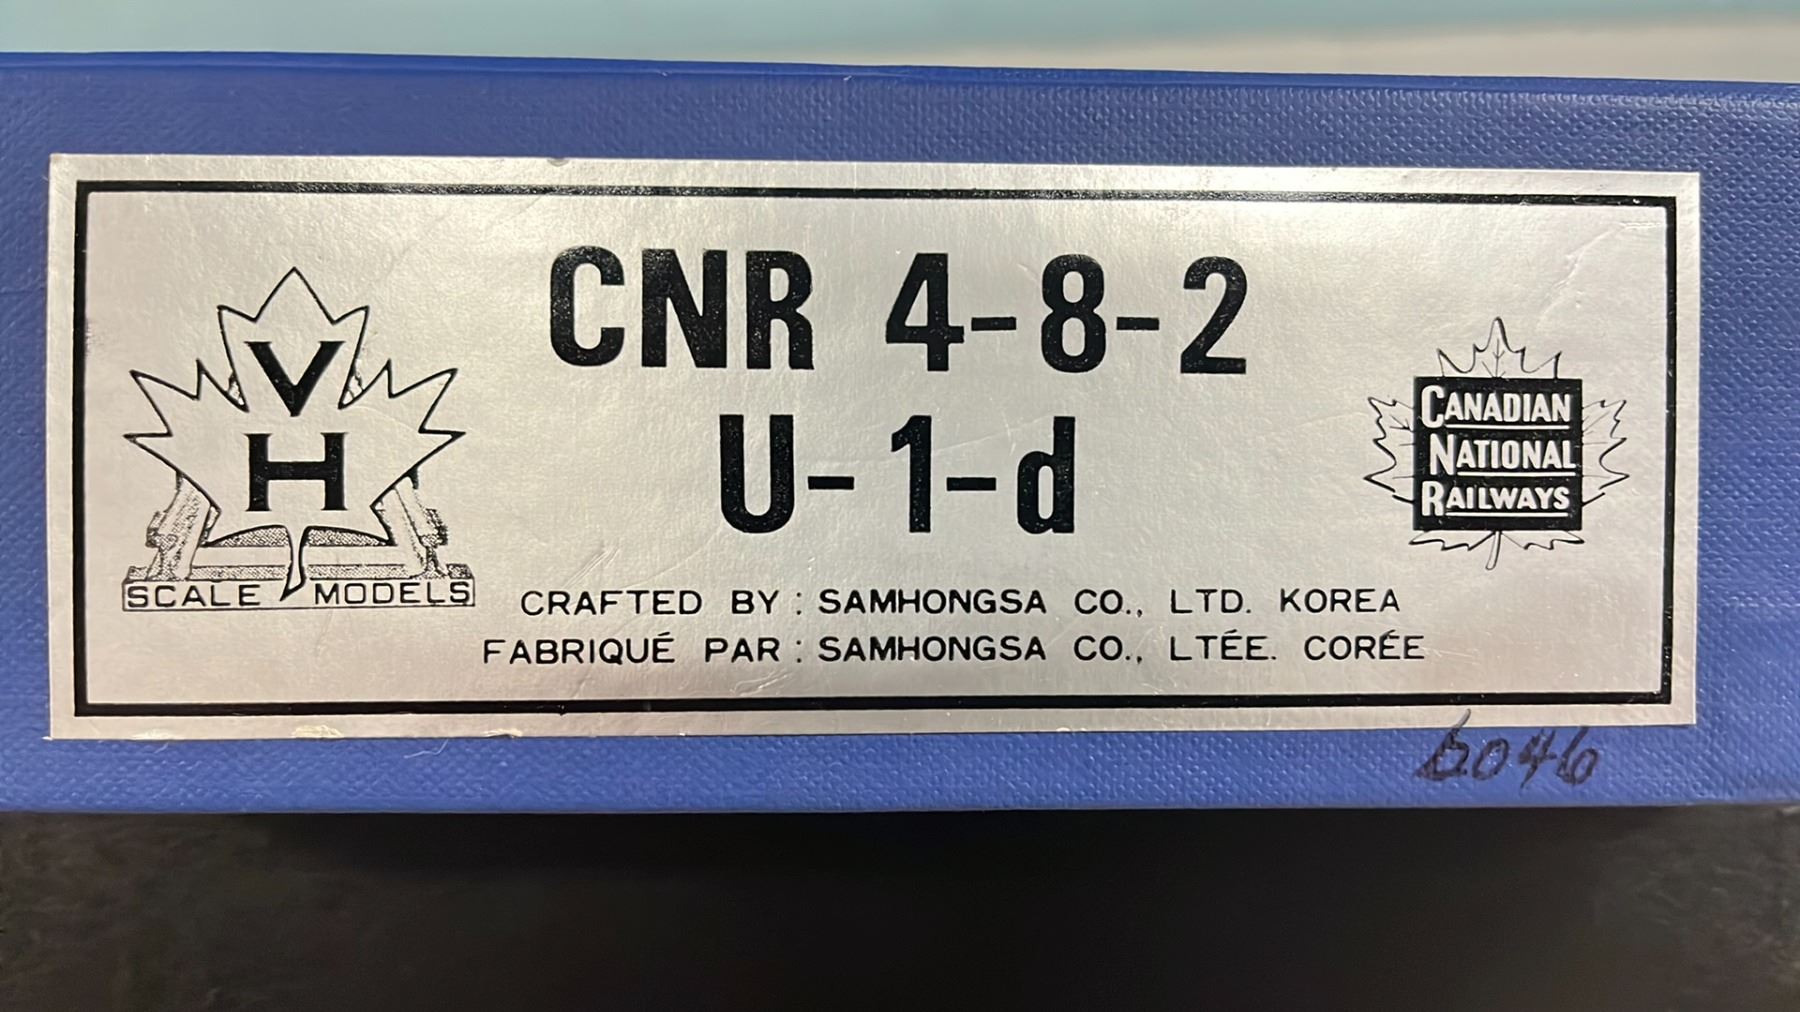 VH
SCALE MODELS
CNR 4-8-2
U-1-d
CANADIAN
NATIONAL
RAILWAYS
CRAFTED BY : SAMHONGSA CO., LTD. KOREA
FABRIQUÉ PAR : SAMHONGSA CO., LTÉE. CORÉE
6046